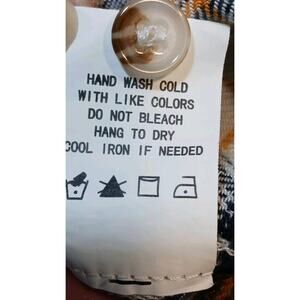 HAND WASH COLD
WITH LIKE COLORS
DO NOT BLEACH
HANG TO DRY
COOL IRON IF NEEDED